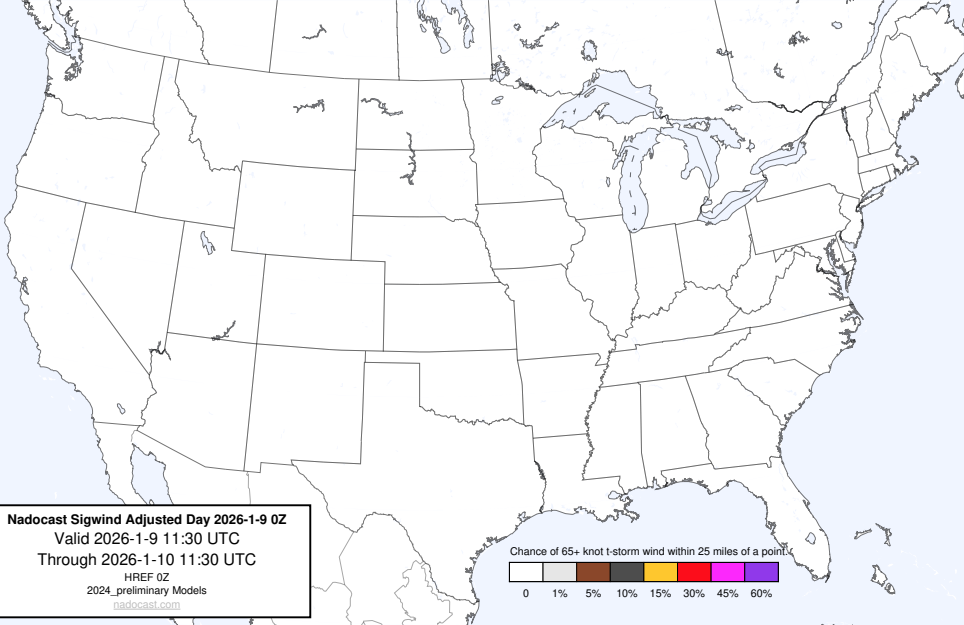 Nadocast Sigwind Adjusted Day 2026-1-9 0Z
Valid 2026-1-9 11:30 UTC
Through 2026-1-10 11:30 UTC
HREF 0Z
2024_preliminary Models
nadocast.com
Chance of 65+ knot t-storm wind within 25 miles of a point.
0 1% 5% 10% 15% 30% 45% 60%